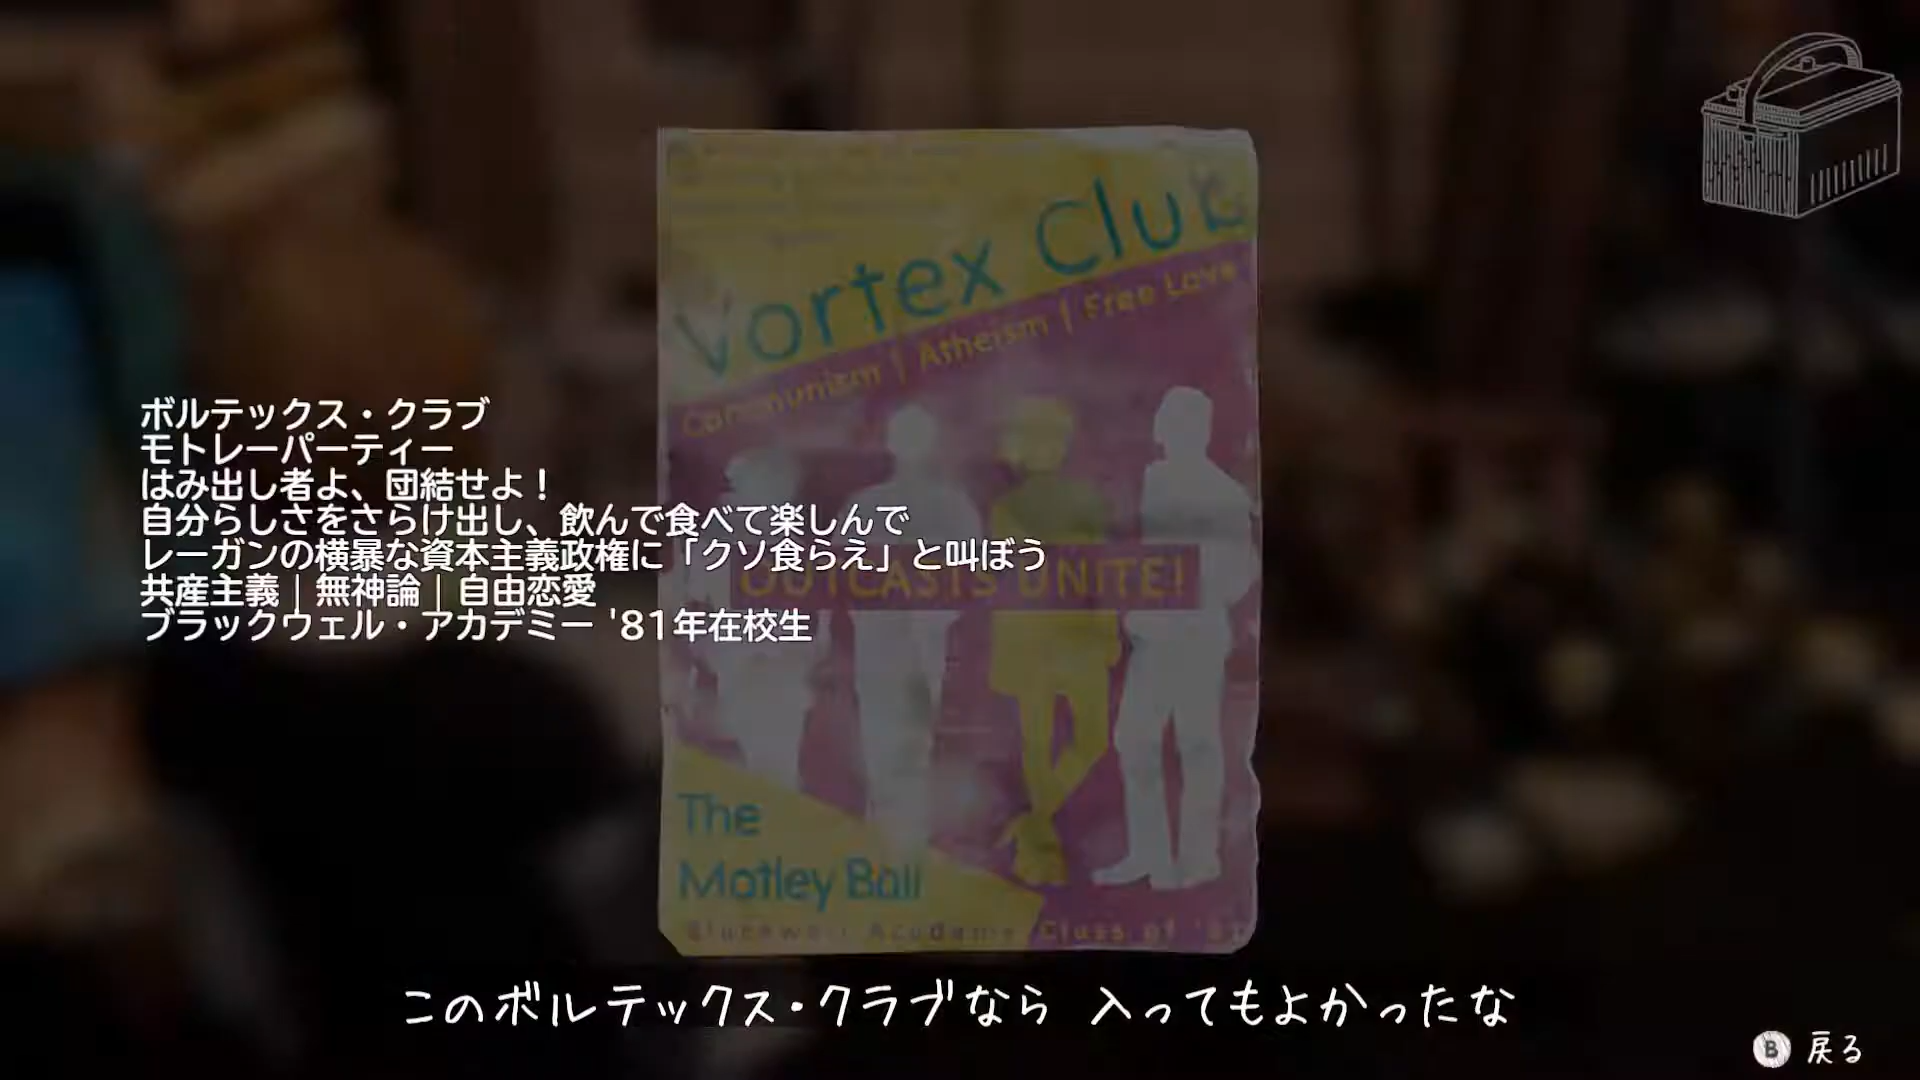 Vortex Club
Communism | Atheism | Free Love
ボルテックス・クラブ
モトレーパーティー
はみ出し者よ、団結せよ！
自分らしさをさらけ出し、飲んで食べて楽しんで
レーガンの横暴な資本主義政権に「クソ食らえ」と叫ぼう
共産主義｜無神論｜自由恋愛
ブラックウェル・アカデミー '81年在校生
OUTCASTS UNITE!
The
Motley Ball
Blackwell Academy Class of
このボルテックス・クラブなら 入ってもよかったな
B 戻る